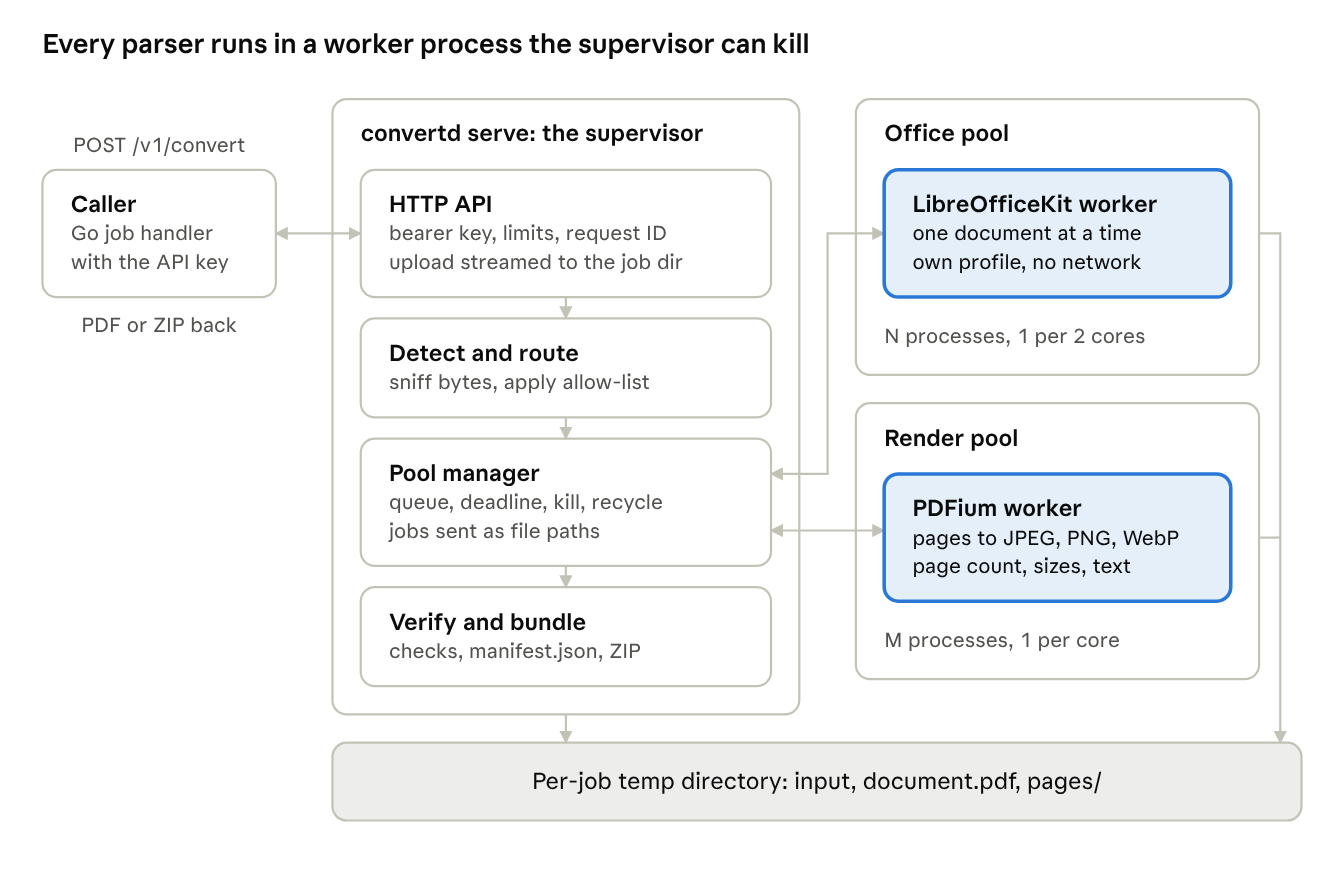 Every parser runs in a worker process the supervisor can kill
POST /v1/convert
Caller
Go job handler
with the API key
PDF or ZIP back
convertd serve: the supervisor
HTTP API
bearer key, limits, request ID
upload streamed to the job dir
Detect and route
sniff bytes, apply allow-list
Pool manager
queue, deadline, kill, recycle
jobs sent as file paths
Verify and bundle
checks, manifest.json, ZIP
Office pool
LibreOfficeKit worker
one document at a time
own profile, no network
N processes, 1 per 2 cores
Render pool
PDFium worker
pages to JPEG, PNG, WebP
page count, sizes, text
M processes, 1 per core
Per-job temp directory: input, document.pdf, pages/